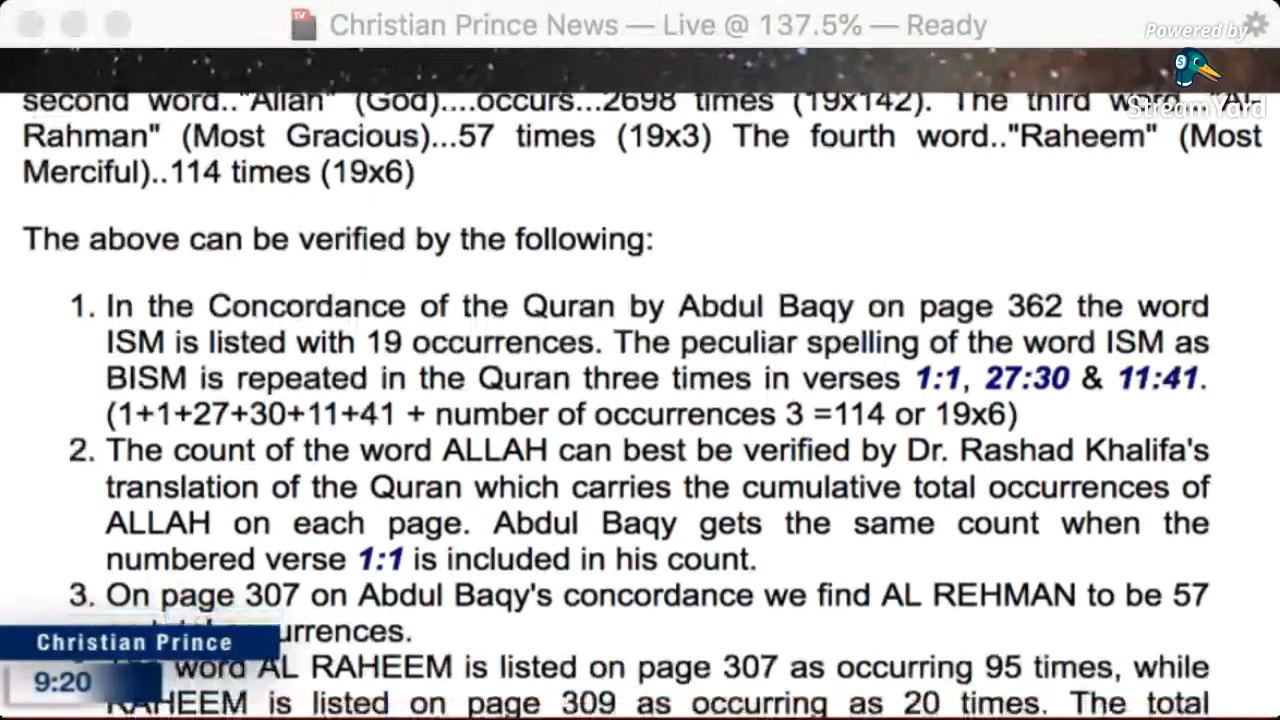 Christian Prince News — Live @ 137.5% — Ready
Powered by
StreamYard
second word.."Allah" (God)....occurs...2698 times (19x142). The third
Rahman" (Most Gracious)...57 times (19x3) The fourth word.."Raheem" (Most
Merciful)..114 times (19x6)
The above can be verified by the following:
1. In the Concordance of the Quran by Abdul Baqy on page 362 the word
ISM is listed with 19 occurrences. The peculiar spelling of the word ISM as
BISM is repeated in the Quran three times in verses 1:1, 27:30 & 11:41.
(1+1+27+30+11+41 + number of occurrences 3 =114 or 19x6)
2. The count of the word ALLAH can best be verified by Dr. Rashad Khalifa's
translation of the Quran which carries the cumulative total occurrences of
ALLAH on each page. Abdul Baqy gets the same count when the
numbered verse 1:1 is included in his count.
3. On page 307 on Abdul Baqy's concordance we find AL REHMAN to be 57
urrences.
word AL RAHEEM is listed on page 307 as occurring 95 times, while
RAHEEM is listed on page 309 as occurring as 20 times. The total
Christian Prince
9:20